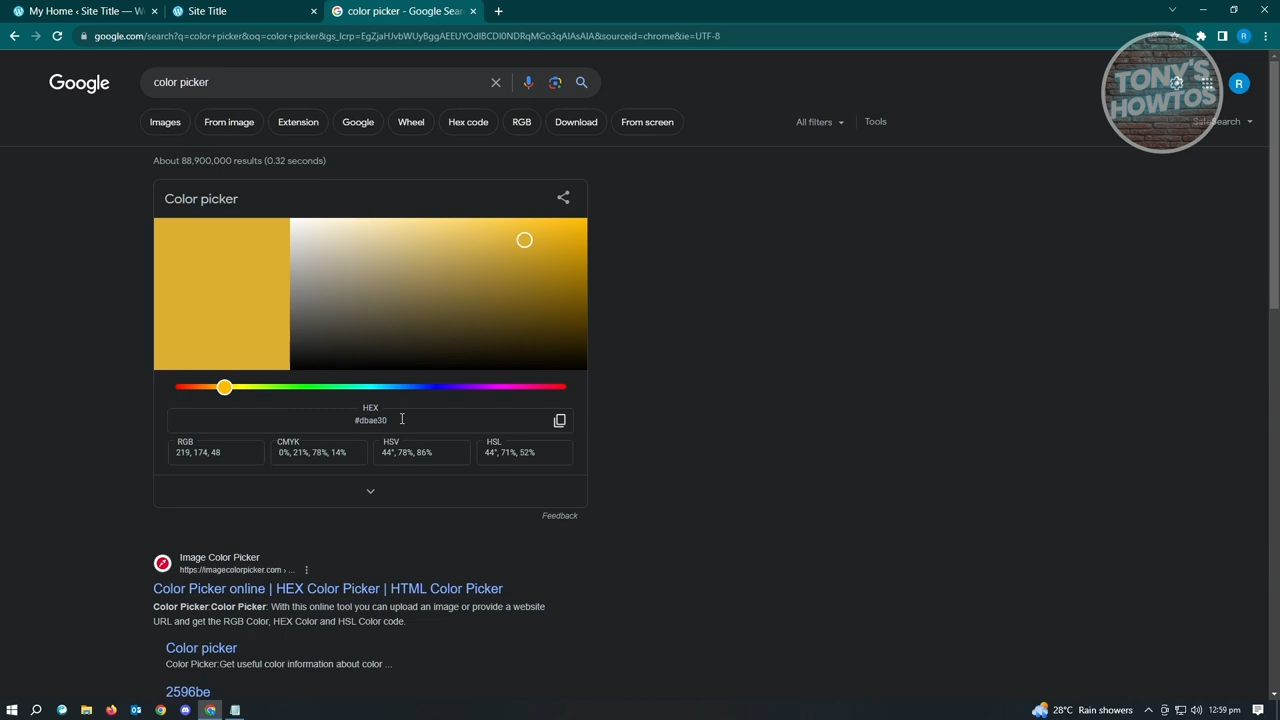 My Home ‹ Site Title — W
Site Title
color picker - Google Sear
google.com/search?q=color+picker&oq=color+picker&gs_lcrp=EgZjaHJvbWUyBggAEEUYOdIBCDI0NDRqMGo3qAIAsAIA&sourceid=chrome&ie=UTF-8
R
TONY'S
HOWTOS
Google
color picker
R
Images
From image
Extension
Google
Wheel
Hex code
RGB
Download
From screen
All filters
Tools
SafeSearch
About 88,900,000 results (0.32 seconds)
Color picker
HEX
#dbae30
RGB
219, 174, 48
CMYK
0%, 21%, 78%, 14%
HSV
44°, 78%, 86%
HSL
44°, 71%, 52%
Feedback
Image Color Picker
https://imagecolorpicker.com › ...
Color Picker online | HEX Color Picker | HTML Color Picker
Color Picker:Color Picker: With this online tool you can upload an image or provide a website
URL and get the RGB Color, HEX Color and HSL Color code.
Color picker
Color Picker:Get useful color information about color ...
2596be
28°C Rain showers
12:59 pm